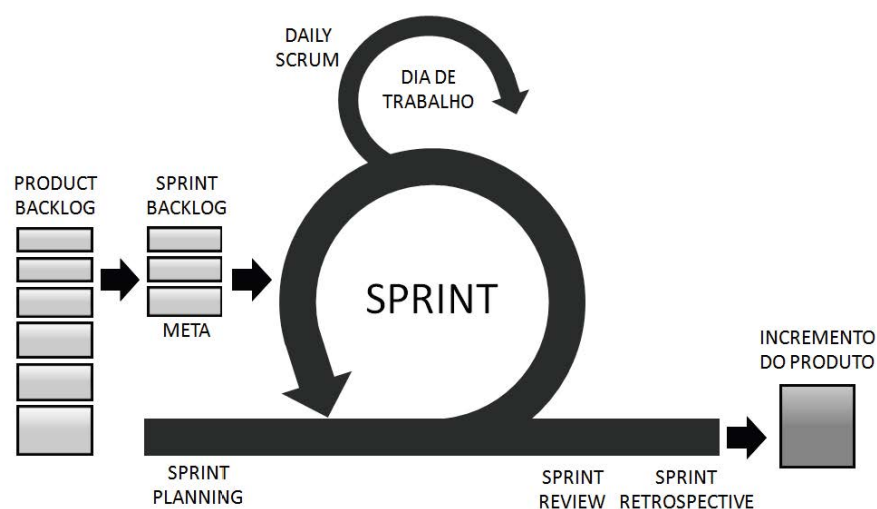 DAILY
SCRUM
DIA DE
TRABALHO
PRODUCT
BACKLOG
SPRINT
BACKLOG
META
SPRINT
INCREMENTO
DO PRODUTO
SPRINT
PLANNING
SPRINT
REVIEW
SPRINT
RETROSPECTIVE